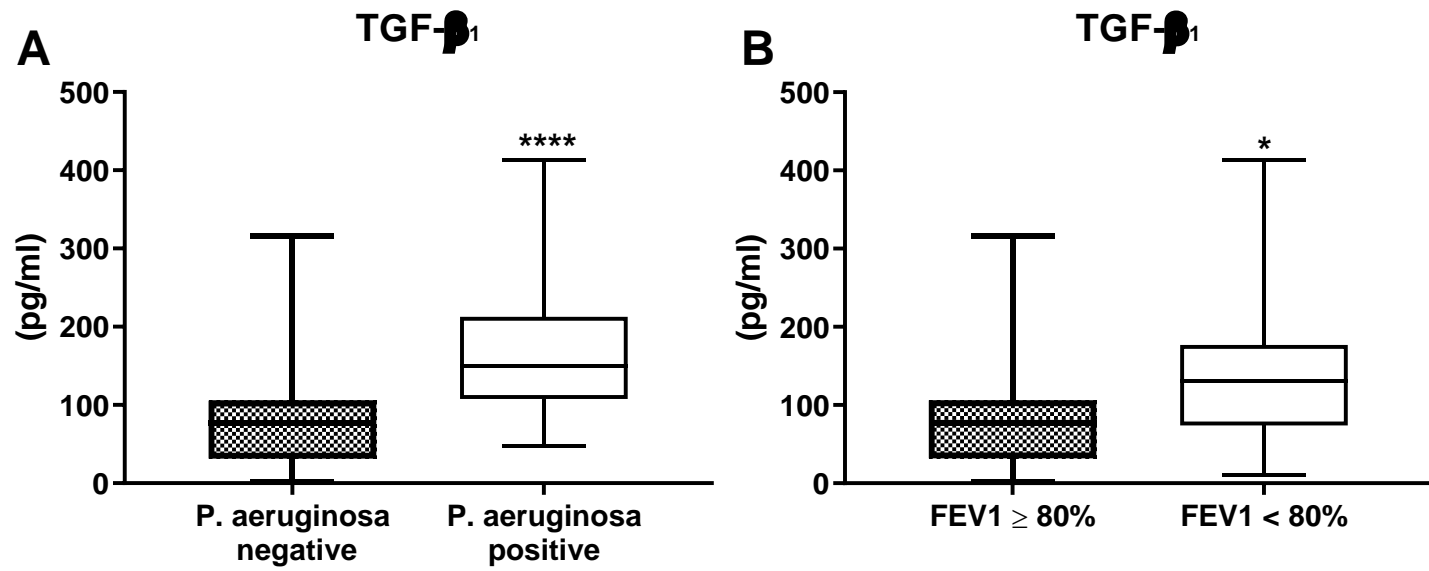 A
TGF-β1
500
400
300
200
100
0
(pg/ml)
****
P. aeruginosa
negative
P. aeruginosa
positive
B
TGF-β1
500
400
300
200
100
0
(pg/ml)
*
FEV1 ≥ 80%
FEV1 < 80%